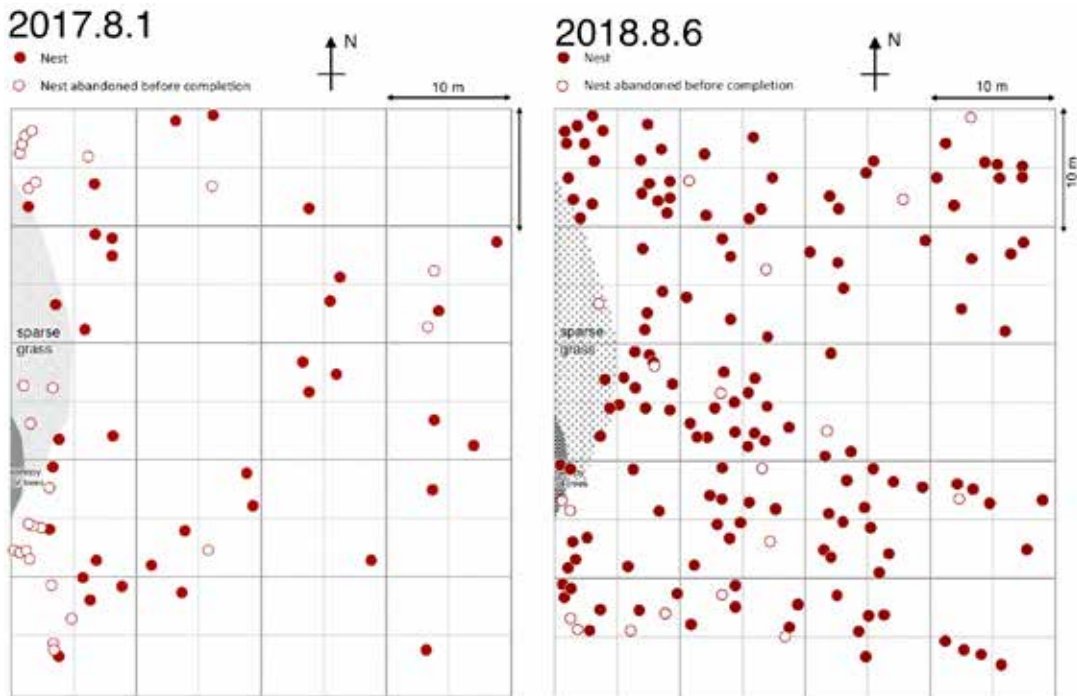 2017.8.1
Nest
Nest abandoned before completion
N
10 m
sparse
grass
2018.8.6
Nest
Nest abandoned before completion
N
10 m
10 m
sparse
grass